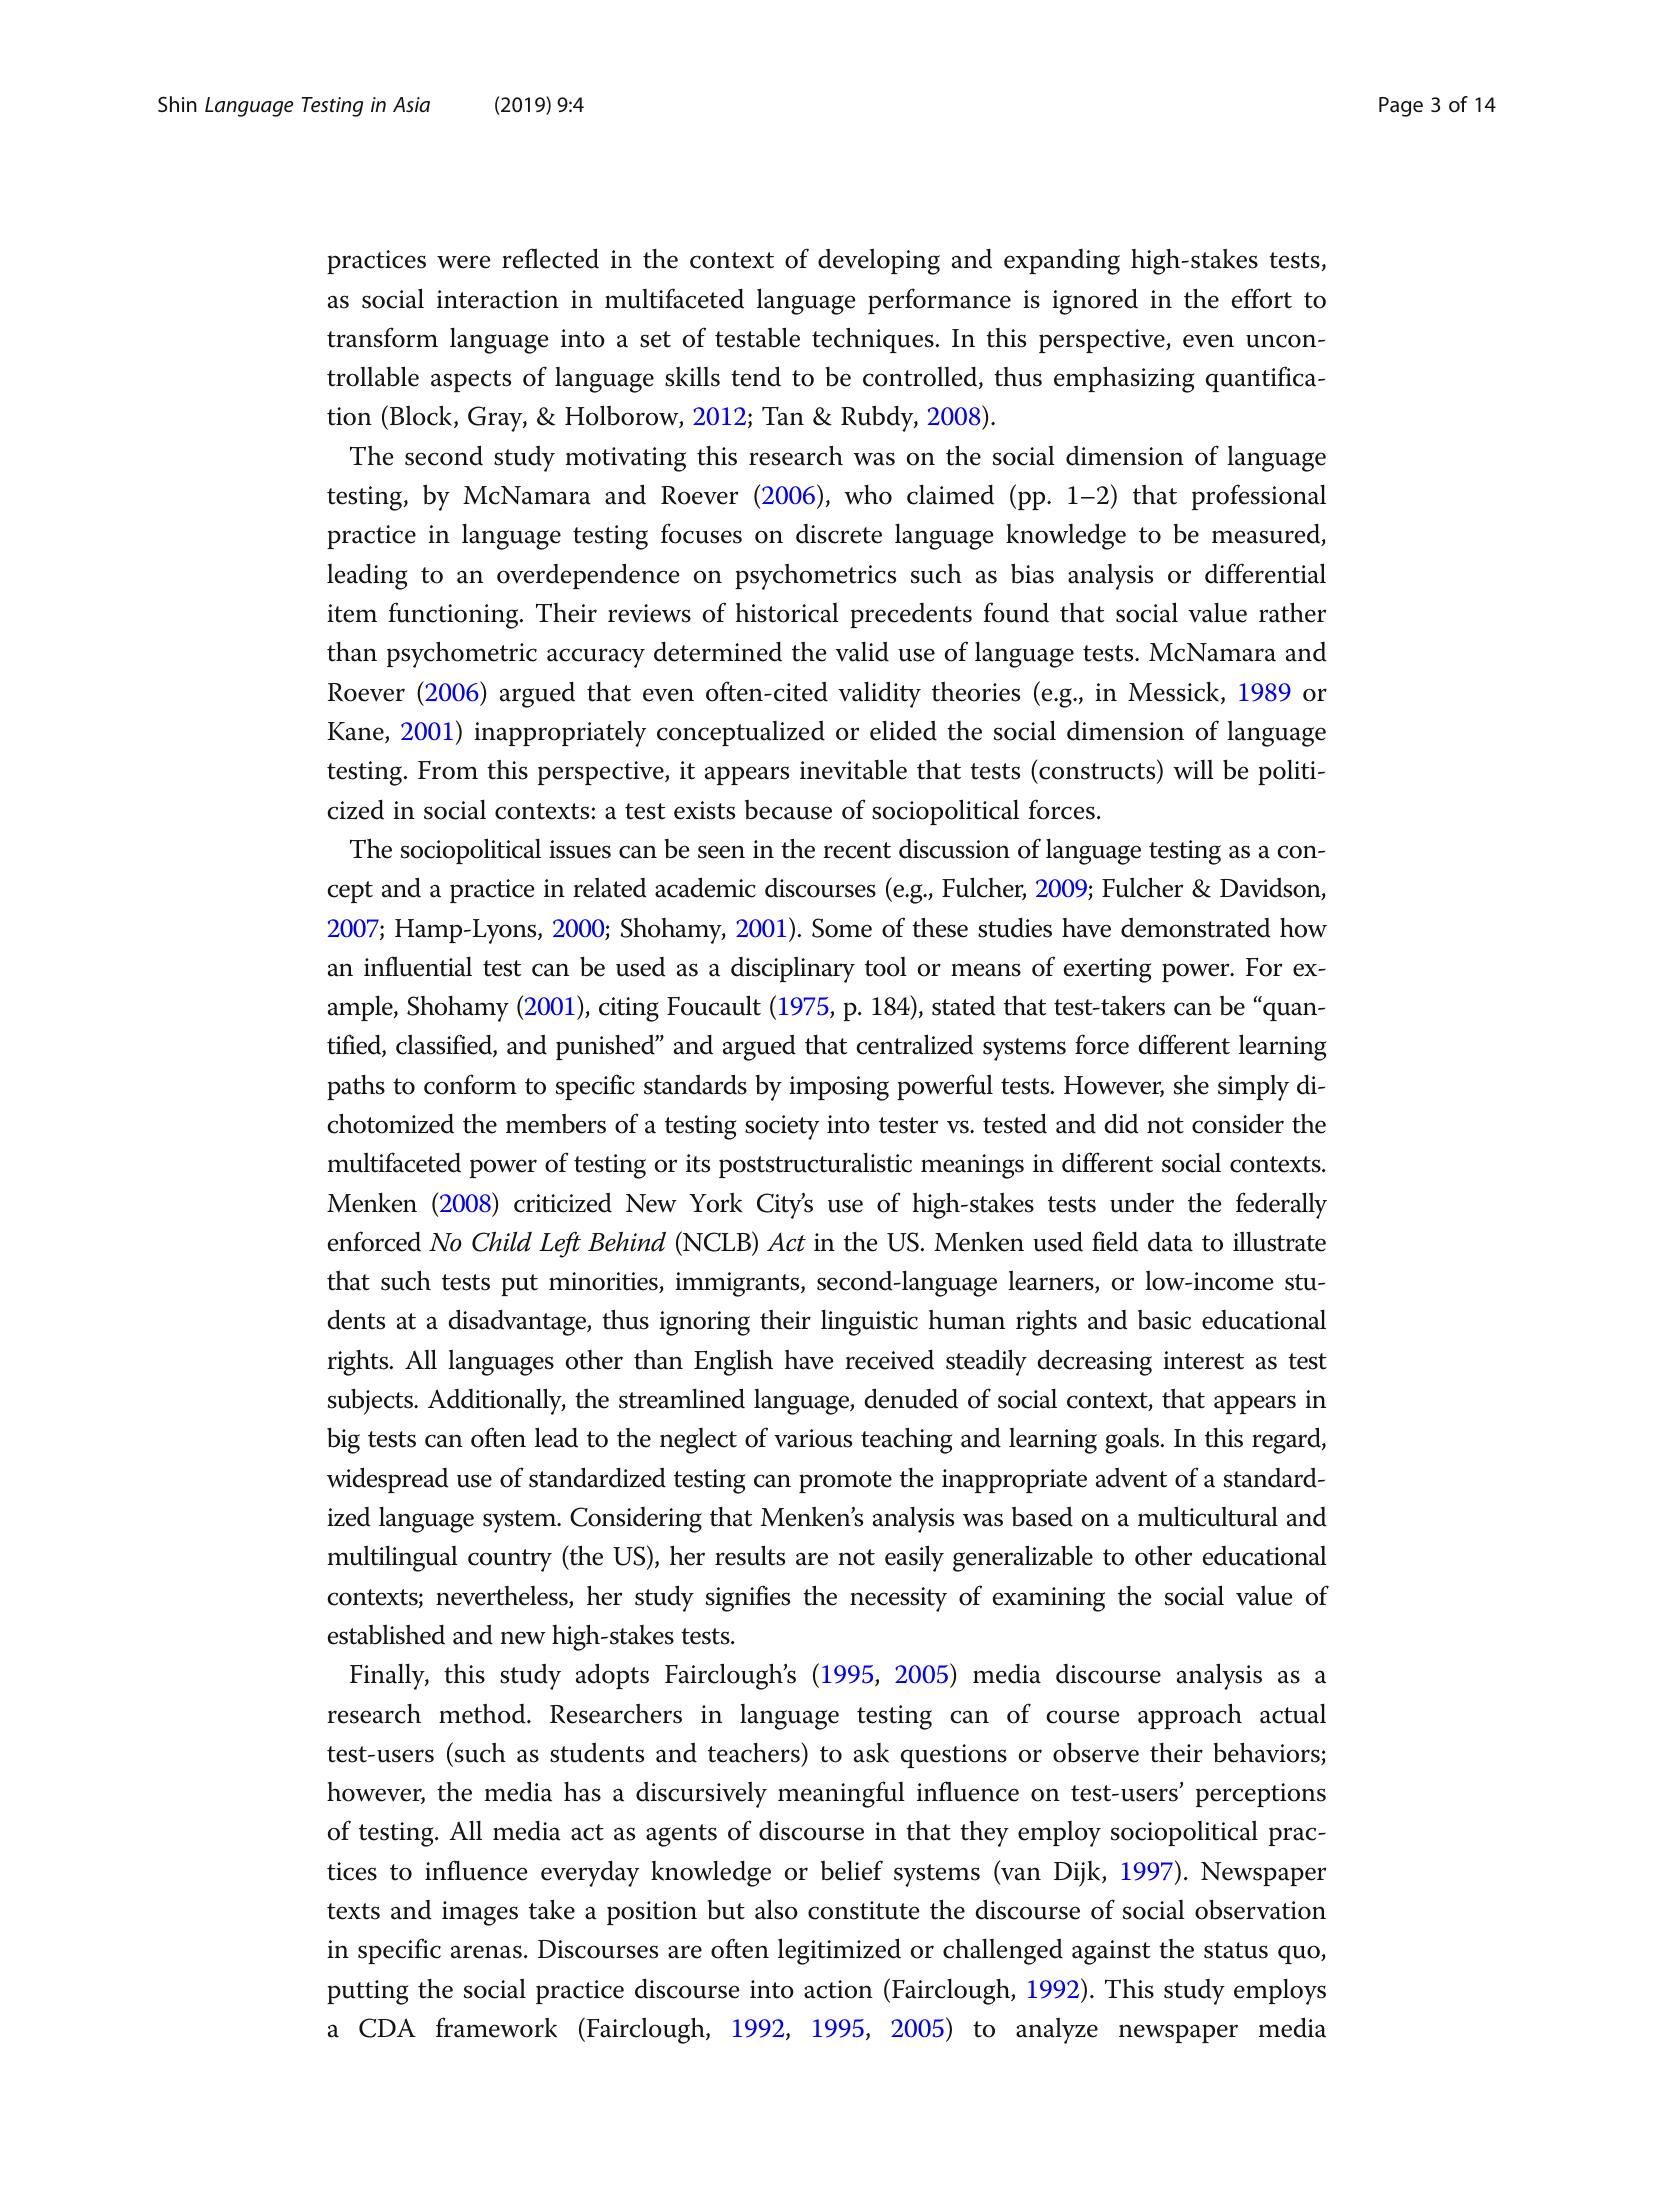 Shin Language Testing in Asia (2019) 9:4 Page 3 of 14
practices were reflected in the context of developing and expanding high-stakes tests,
as social interaction in multifaceted language performance is ignored in the effort to
transform language into a set of testable techniques. In this perspective, even uncon-
trollable aspects of language skills tend to be controlled, thus emphasizing quantifica-
tion (Block, Gray, & Holborow, 2012; Tan & Rubdy, 2008).
The second study motivating this research was on the social dimension of language
testing, by McNamara and Roever (2006), who claimed (pp. 1–2) that professional
practice in language testing focuses on discrete language knowledge to be measured,
leading to an overdependence on psychometrics such as bias analysis or differential
item functioning. Their reviews of historical precedents found that social value rather
than psychometric accuracy determined the valid use of language tests. McNamara and
Roever (2006) argued that even often-cited validity theories (e.g., in Messick, 1989 or
Kane, 2001) inappropriately conceptualized or elided the social dimension of language
testing. From this perspective, it appears inevitable that tests (constructs) will be politi-
cized in social contexts: a test exists because of sociopolitical forces.
The sociopolitical issues can be seen in the recent discussion of language testing as a con-
cept and a practice in related academic discourses (e.g., Fulcher, 2009; Fulcher & Davidson,
2007; Hamp-Lyons, 2000; Shohamy, 2001). Some of these studies have demonstrated how
an influential test can be used as a disciplinary tool or means of exerting power. For ex-
ample, Shohamy (2001), citing Foucault (1975, p. 184), stated that test-takers can be “quan-
tified, classified, and punished” and argued that centralized systems force different learning
paths to conform to specific standards by imposing powerful tests. However, she simply di-
chotomized the members of a testing society into tester vs. tested and did not consider the
multifaceted power of testing or its poststructuralistic meanings in different social contexts.
Menken (2008) criticized New York City’s use of high-stakes tests under the federally
enforced No Child Left Behind (NCLB) Act in the US. Menken used field data to illustrate
that such tests put minorities, immigrants, second-language learners, or low-income stu-
dents at a disadvantage, thus ignoring their linguistic human rights and basic educational
rights. All languages other than English have received steadily decreasing interest as test
subjects. Additionally, the streamlined language, denuded of social context, that appears in
big tests can often lead to the neglect of various teaching and learning goals. In this regard,
widespread use of standardized testing can promote the inappropriate advent of a standard-
ized language system. Considering that Menken’s analysis was based on a multicultural and
multilingual country (the US), her results are not easily generalizable to other educational
contexts; nevertheless, her study signifies the necessity of examining the social value of
established and new high-stakes tests.
Finally, this study adopts Fairclough’s (1995, 2005) media discourse analysis as a
research method. Researchers in language testing can of course approach actual
test-users (such as students and teachers) to ask questions or observe their behaviors;
however, the media has a discursively meaningful influence on test-users’ perceptions
of testing. All media act as agents of discourse in that they employ sociopolitical prac-
tices to influence everyday knowledge or belief systems (van Dijk, 1997). Newspaper
texts and images take a position but also constitute the discourse of social observation
in specific arenas. Discourses are often legitimized or challenged against the status quo,
putting the social practice discourse into action (Fairclough, 1992). This study employs
a CDA framework (Fairclough, 1992, 1995, 2005) to analyze newspaper media